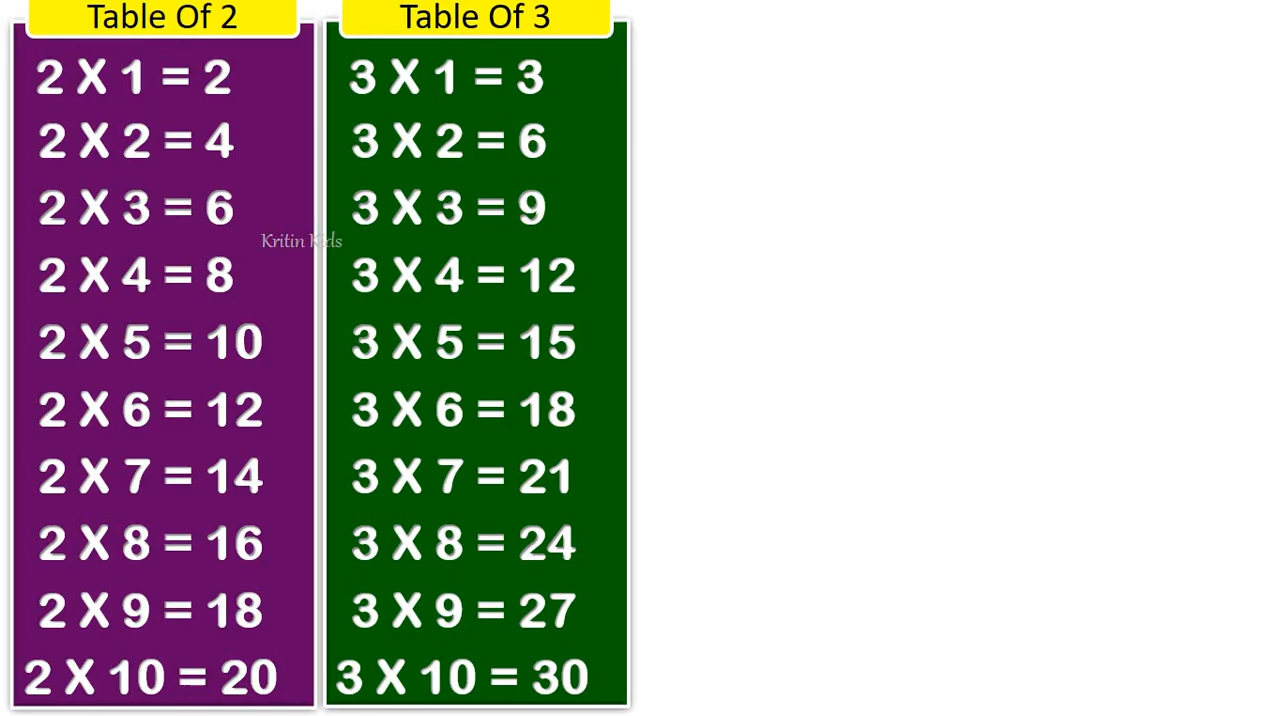 Table Of 2
2 X 1 = 2
2 X 2 = 4
2 X 3 = 6
2 X 4 = 8
2 X 5 = 10
2 X 6 = 12
2 X 7 = 14
2 X 8 = 16
2 X 9 = 18
2 X 10 = 20
Table Of 3
3 X 1 = 3
3 X 2 = 6
3 X 3 = 9
3 X 4 = 12
3 X 5 = 15
3 X 6 = 18
3 X 7 = 21
3 X 8 = 24
3 X 9 = 27
3 X 10 = 30
Kritin Kids